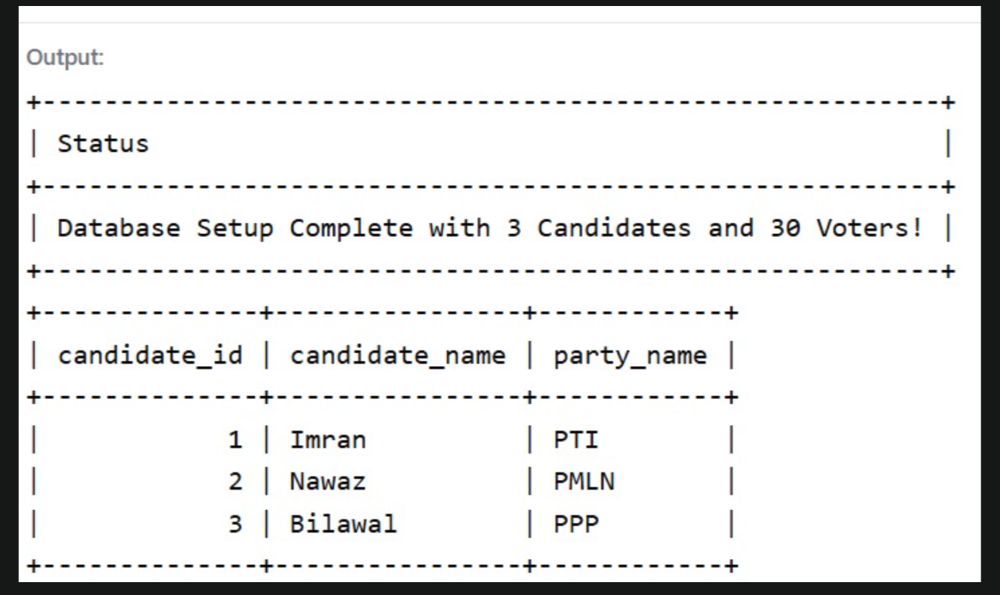 Output:
+----------------------------------------------------------+
| Status                                                   |
+----------------------------------------------------------+
| Database Setup Complete with 3 Candidates and 30 Voters! |
+----------------------------------------------------------+
+--------------+----------------+------------+
| candidate_id | candidate_name | party_name |
+--------------+----------------+------------+
|            1 | Imran          | PTI        |
|            2 | Nawaz          | PMLN       |
|            3 | Bilawal        | PPP        |
+--------------+----------------+------------+